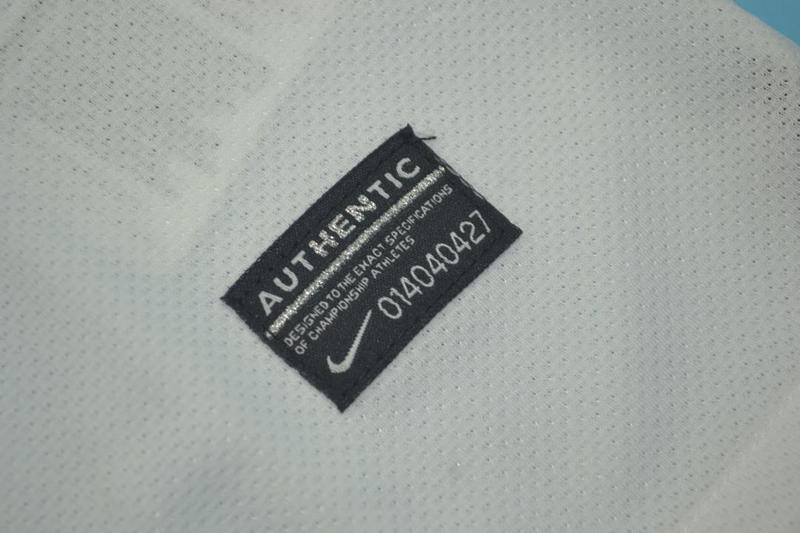 AUTHENTIC
DESIGNED TO THE EXACT SPECIFICATIONS
OF CHAMPIONSHIP ATHLETES
014040427